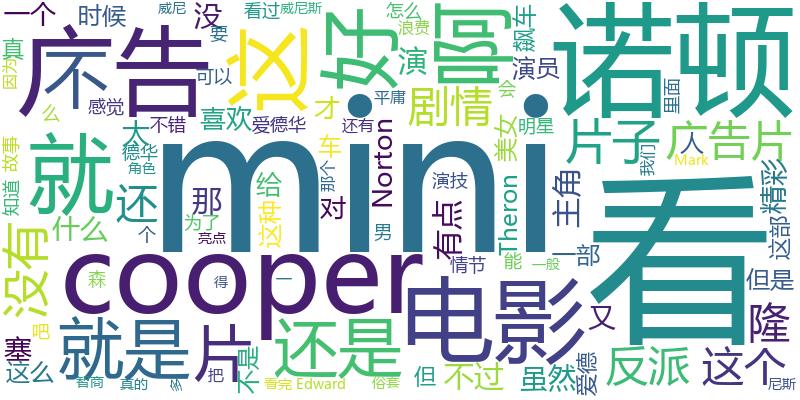 一个
时候
威尼
没
看过
威尼斯
怎么
浪费
飙车
广告
不
要
这
好
啊
诺顿
真
因为
可以
演
演员
里面
感觉
平庸
才
剧情
会
么
不错
喜欢
爱德华
还有
车
美女
明星
片子
广告片
太
德华
角色
就
mini
看
人
Mark
我们
故事
知道
还
那
给
这种
那个
对
Norton
演技
有点
Theron
主角
这部
精彩
没有
什么
个
为了
亮点
男
情节
能
一部
一般
但是
cooper
森
得
一
电影
又
隆
吧
塞
就是
片
还是
反派
这个
这么
智商
真的
多
把
不是
看完
Edward
俗套
但
不过
虽然
爱德
尼斯